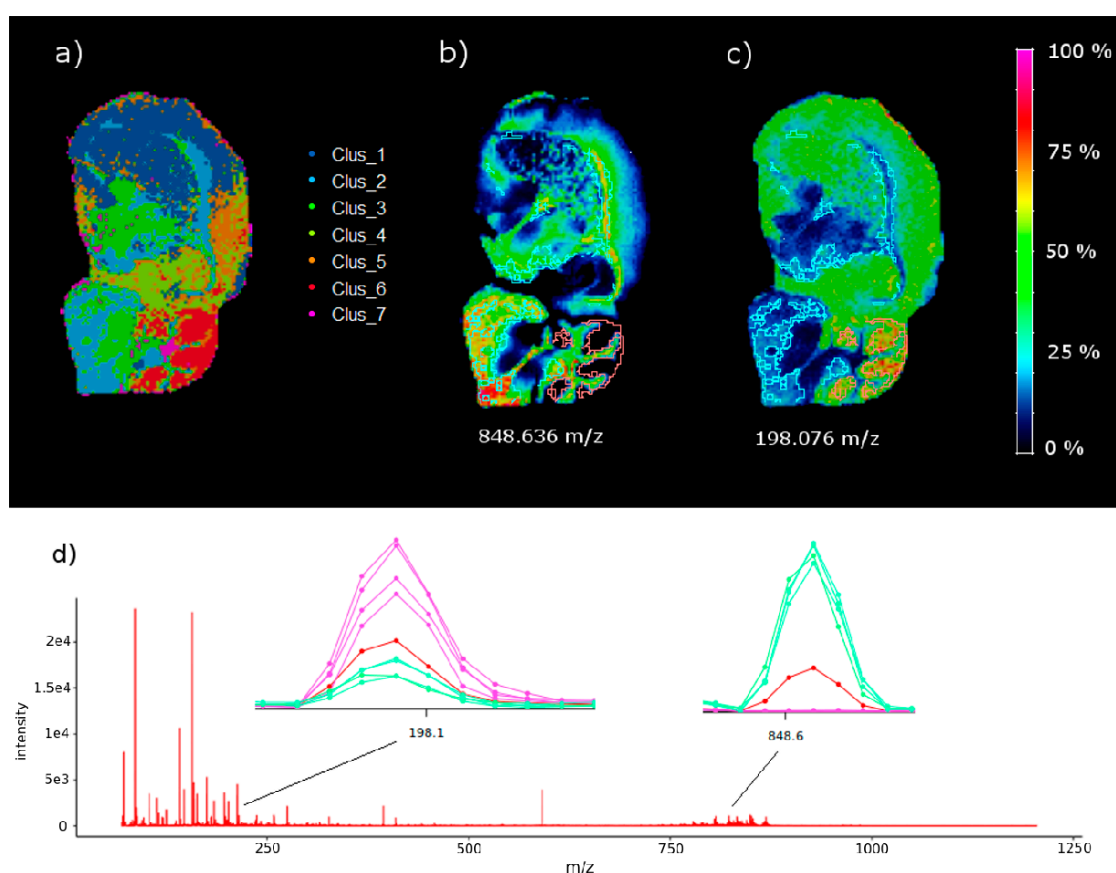 a)
b)
c)
100 %
75 %
50%
25 %
0 %
Clus_1
Clus_2
Clus_3
Clus_4
Clus_5
Clus_6
Clus_7
848.636 m/z
198.076 m/z
d)
intensity
2e4
1.5e4
1e4
5e3
0
198.1
848.6
250
500
750
1000
1250
m/z